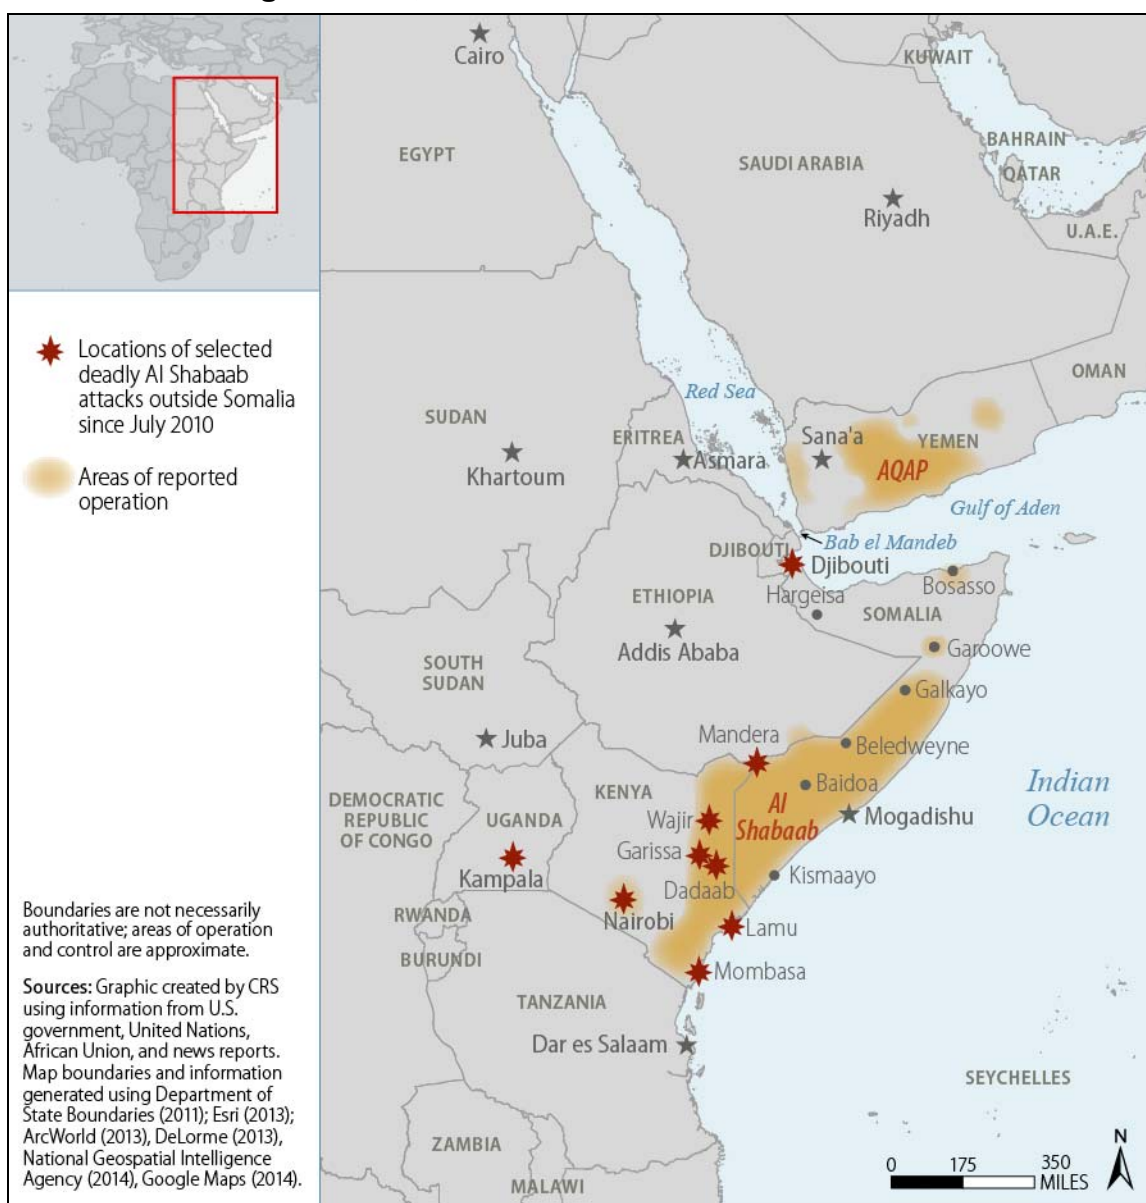 Cairo
KUWAIT
BAHRAIN
EGYPT
SAUDI ARABIA
QATAR
Riyadh
U.A.E.
Locations of selected
deadly Al Shabaab
attacks outside Somalia
since July 2010
Areas of reported
operation
OMAN
Red Sea
SUDAN
ERITREA
Sana'a
YEMEN
Khartoum
Asmara
AQAP
Gulf of Aden
Bab el Mandeb
DJIBOUTI
Djibouti
Bosasso
Hargeisa
ETHIOPIA
SOMALIA
Addis Ababa
Garoowe
SOUTH
SUDAN
Galkayo
Juba
Mandera
Beledweyne
Baidoa
Indian
Ocean
DEMOCRATIC
REPUBLIC
OF CONGO
KENYA
UGANDA
Al
Shabaab
Wajir
Mogadishu
Garissa
Kampala
Dadaab
Kismaayo
Nairobi
Lamu
RWANDA
BURUNDI
Mombasa
TANZANIA
Dar es Salaam
SEYCHELLES
ZAMBIA
MALAWI
Boundaries are not necessarily
authoritative; areas of operation
and control are approximate.
Sources: Graphic created by CRS
using information from U.S.
government, United Nations,
African Union, and news reports.
Map boundaries and information
generated using Department of
State Boundaries (2011); Esri (2013);
ArcWorld (2013), DeLorme (2013),
National Geospatial Intelligence
Agency (2014), Google Maps (2014).
N
0 175 350
MILES